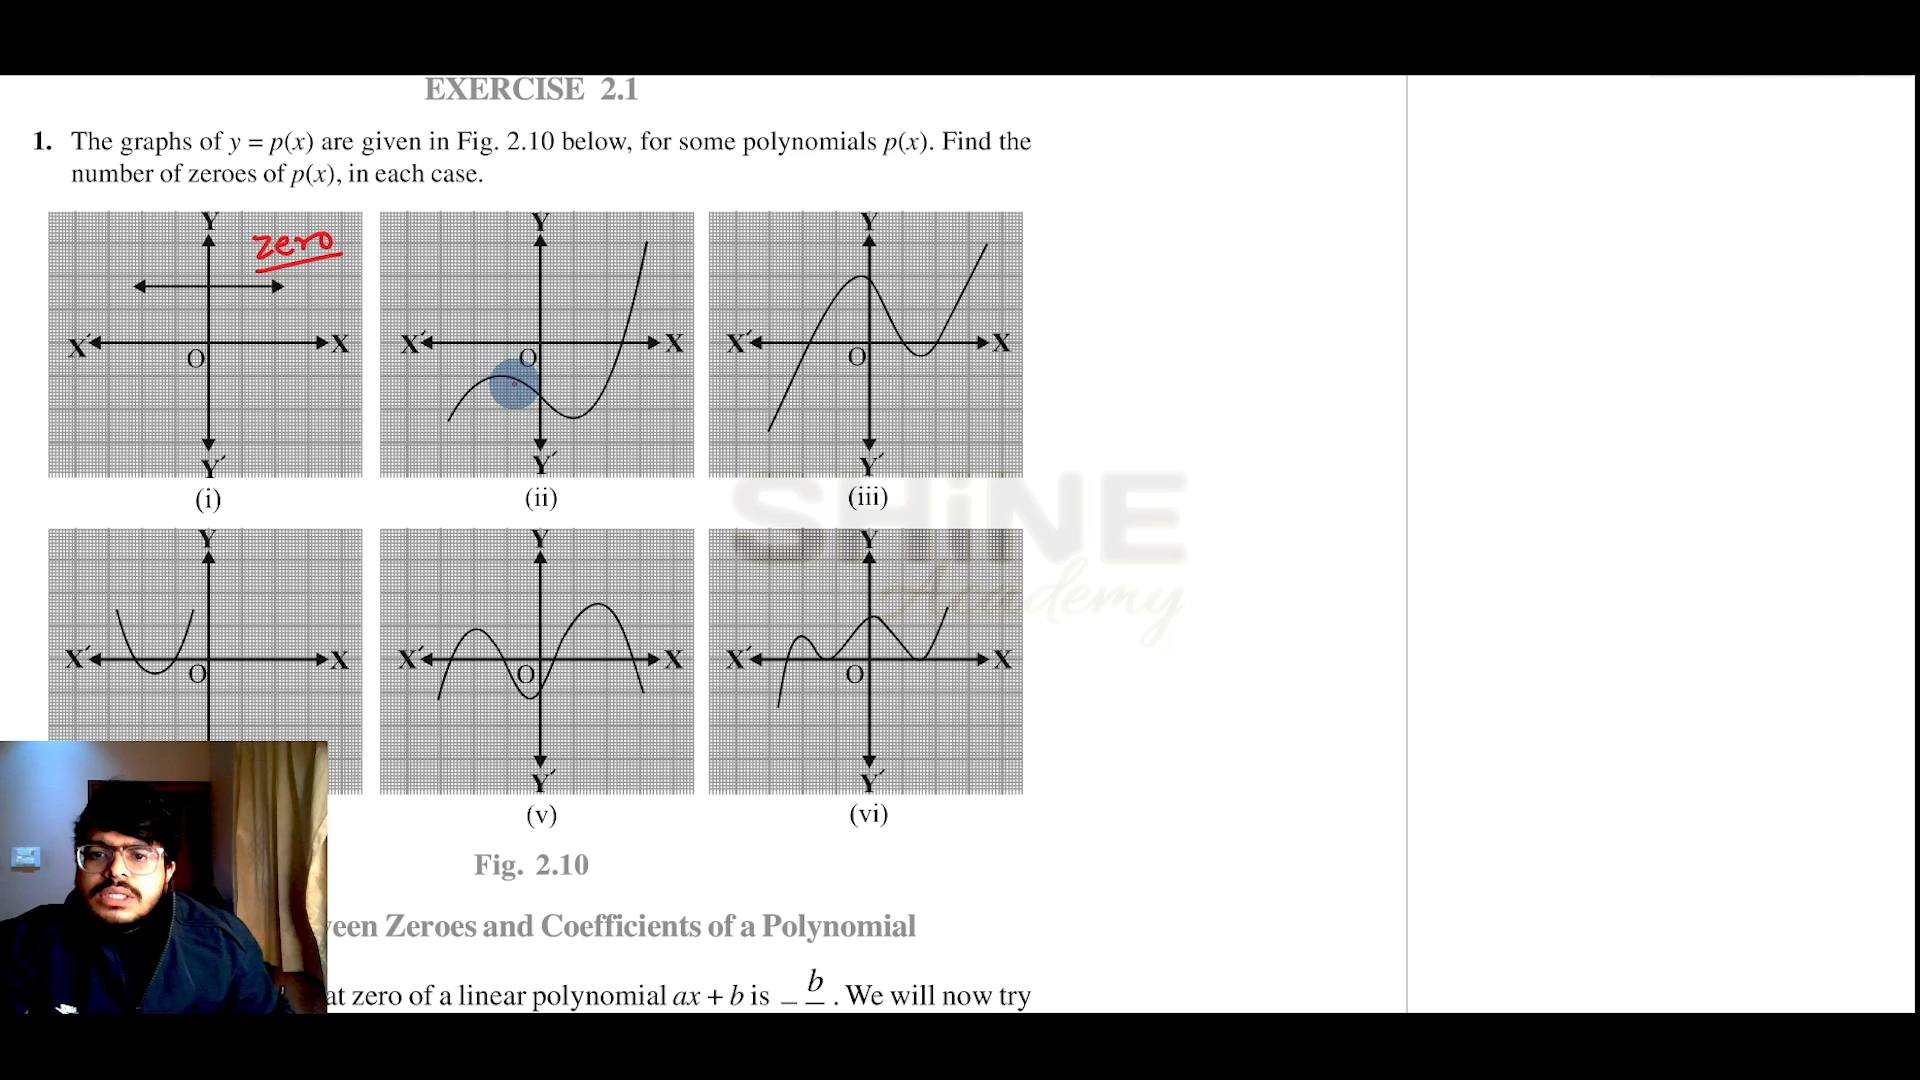 EXERCISE 2.1
1. The graphs of y = p(x) are given in Fig. 2.10 below, for some polynomials p(x). Find the
number of zeroes of p(x), in each case.
Y Y Y
zero
X′ X X′ X X′ X
O O O
Y′ Y′ Y′
(i) (ii) (iii)
SHiNE
Academy
Y Y Y
X′ X X′ X X′ X
O O O
Y′ Y′
(v) (vi)
Fig. 2.10
een Zeroes and Coefficients of a Polynomial
at zero of a linear polynomial ax + b is – b . We will now try